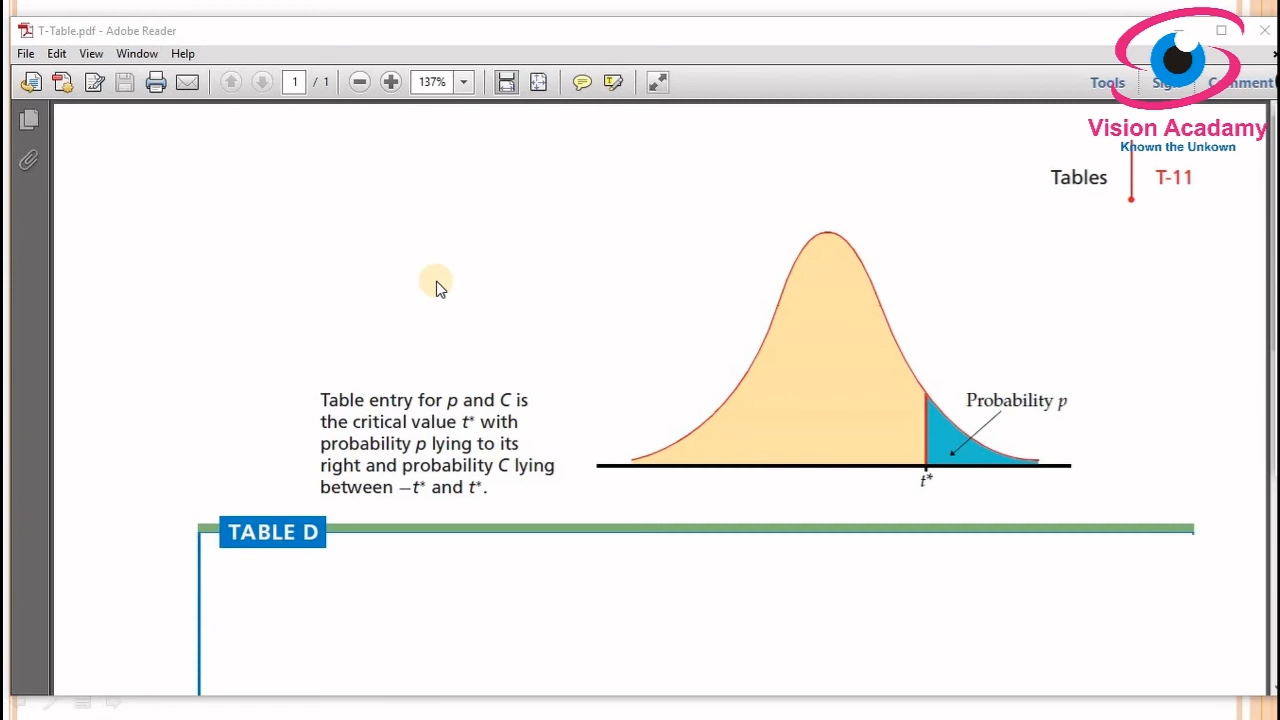 T-Table.pdf - Adobe Reader
File Edit View Window Help
1 / 1 137% Tools Comment
Vision Acadamy
Known the Unkown
Tables T-11
Table entry for p and C is
the critical value t* with
probability p lying to its
right and probability C lying
between −t* and t*.
Probability p
t*
TABLE D